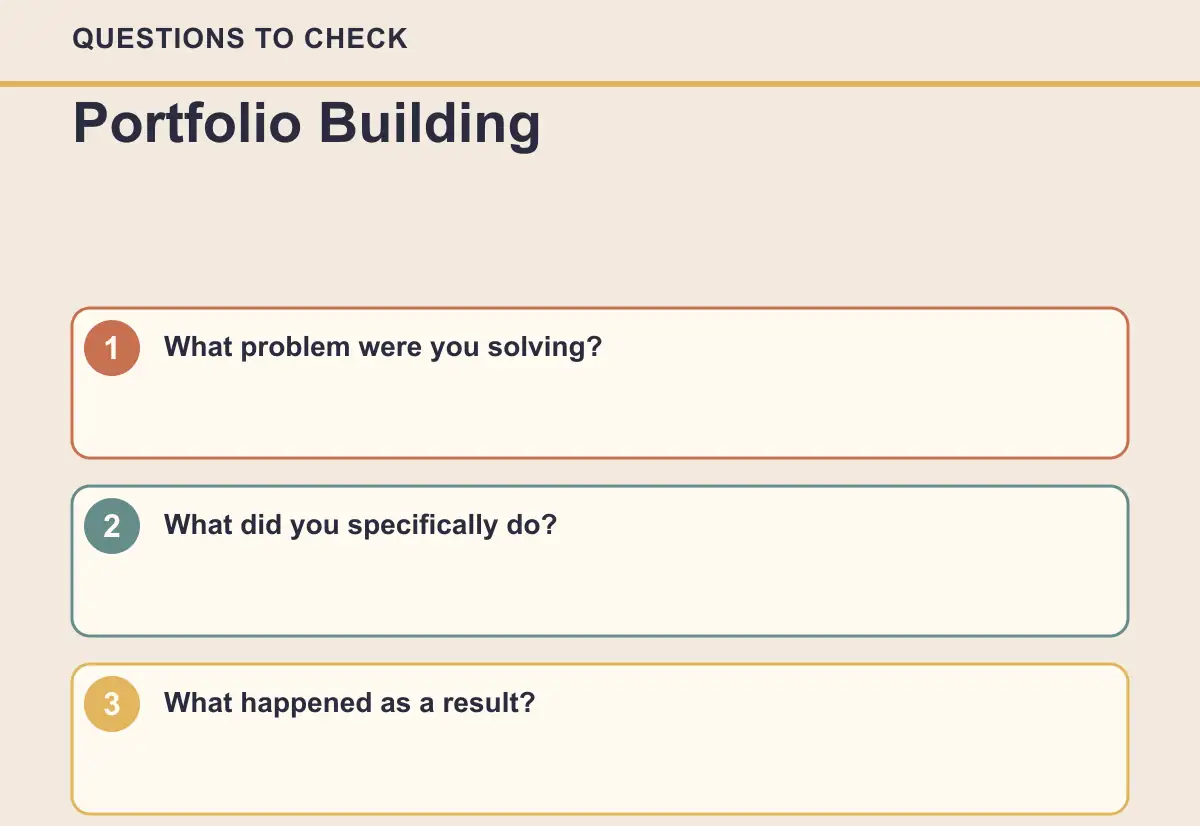 QUESTIONS TO CHECK
Portfolio Building
1 What problem were you solving?
2 What did you specifically do?
3 What happened as a result?